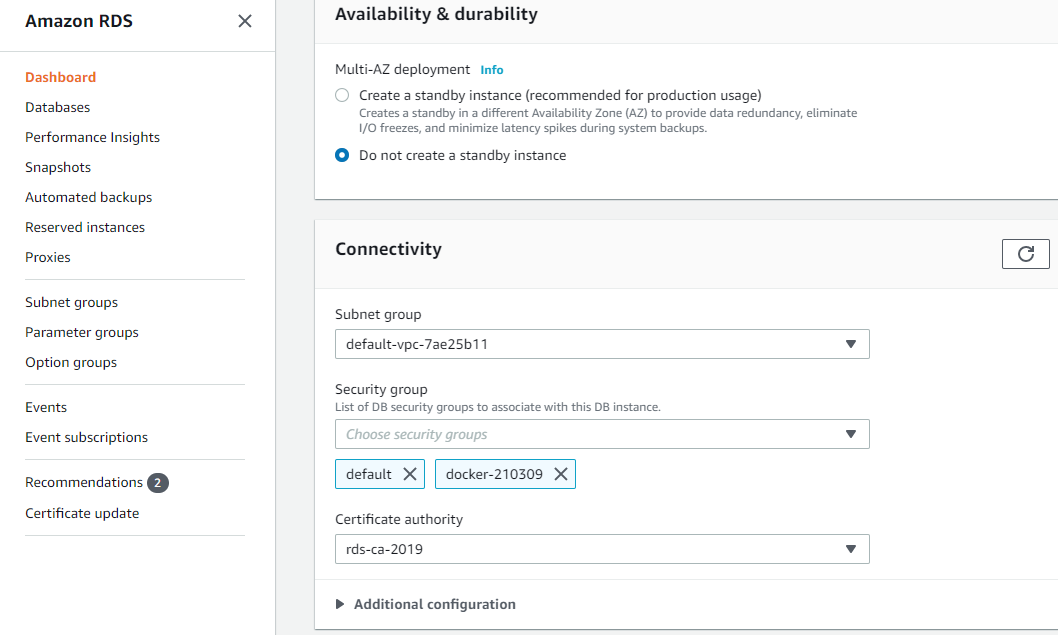 Amazon RDS
Dashboard
Databases
Performance Insights
Snapshots
Automated backups
Reserved instances
Proxies
Subnet groups
Parameter groups
Option groups
Events
Event subscriptions
Recommendations 2
Certificate update
Availability & durability
Multi-AZ deployment Info
Create a standby instance (recommended for production usage)
Creates a standby in a different Availability Zone (AZ) to provide data redundancy, eliminate
I/O freezes, and minimize latency spikes during system backups.
Do not create a standby instance
Connectivity
Subnet group
default-vpc-7ae25b11
Security group
List of DB security groups to associate with this DB instance.
Choose security groups
default docker-210309
Certificate authority
rds-ca-2019
Additional configuration